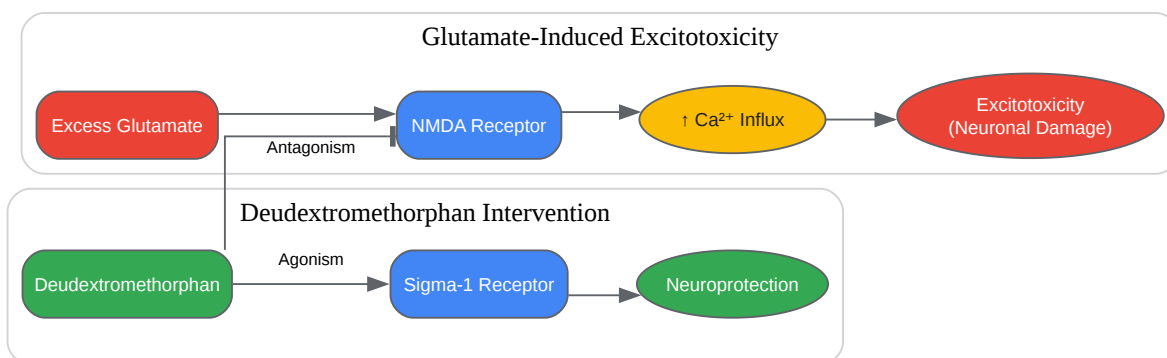 Glutamate-Induced Excitotoxicity
Excess Glutamate
NMDA Receptor
↑ Ca²⁺ Influx
Excitotoxicity
(Neuronal Damage)
Antagonism
Deudextromethorphan Intervention
Deudextromethorphan
Agonism
Sigma-1 Receptor
Neuroprotection